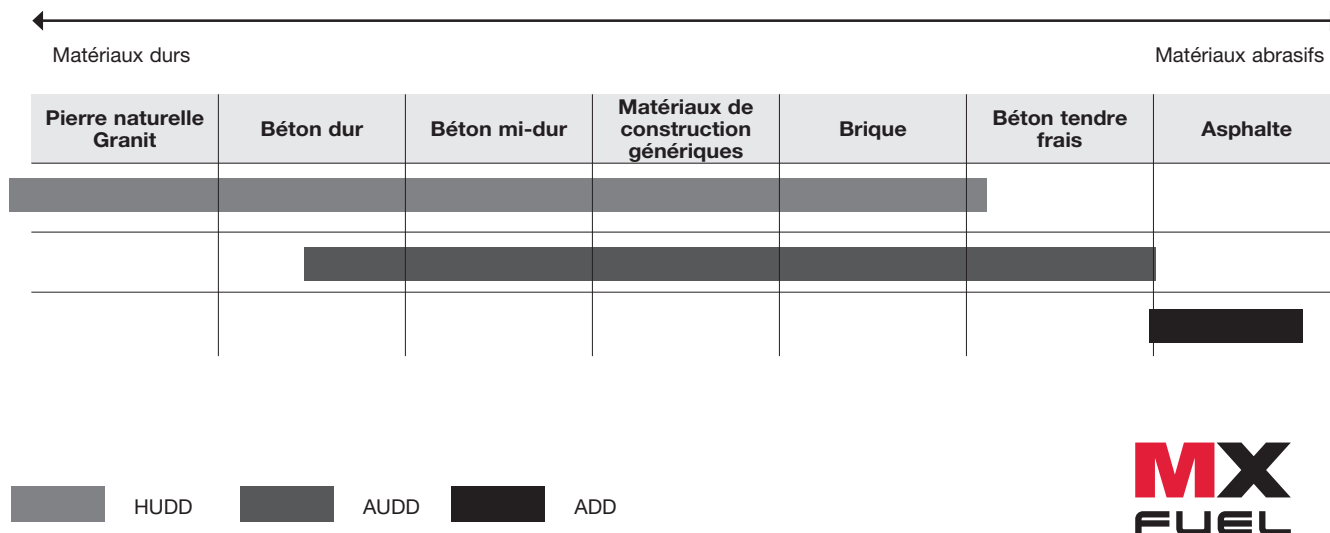 Matériaux durs
Matériaux abrasifs
Pierre naturelle
Granit
Béton dur
Béton mi-dur
Matériaux de
construction
génériques
Brique
Béton tendre
frais
Asphalte
HUDD
AUDD
ADD
MX
FUEL